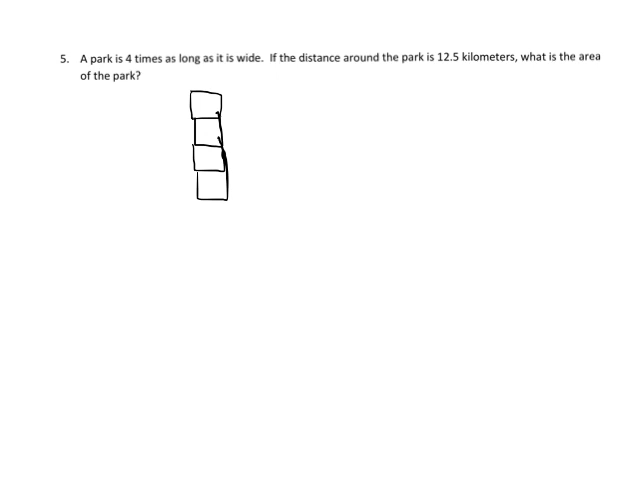 5. A park is 4 times as long as it is wide. If the distance around the park is 12.5 kilometers, what is the area
of the park?